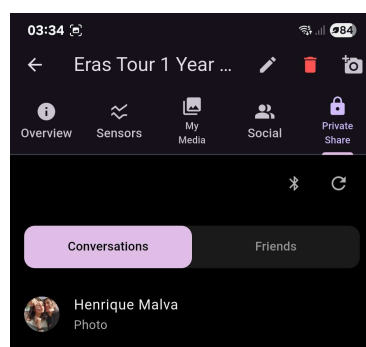 03:34 84
Eras Tour 1 Year ...
Overview Sensors My Media Social Private Share
Conversations Friends
Henrique Malva
Photo